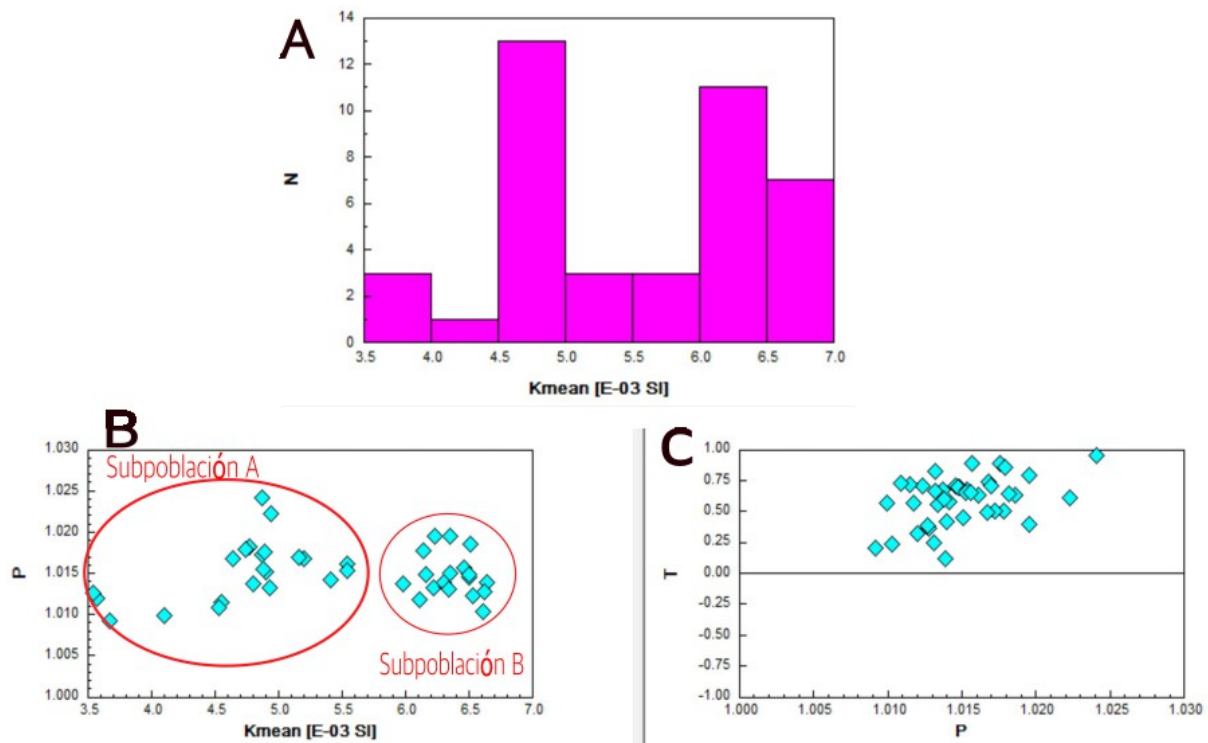 A
14
12
10
8
6
4
2
0
N
3.5 4.0 4.5 5.0 5.5 6.0 6.5 7.0
Kmean [E-03 SI]
B
1.030
1.025
1.020
1.015
1.010
1.005
1.000
P
Subpoblación A
Subpoblación B
3.5 4.0 4.5 5.0 5.5 6.0 6.5 7.0
Kmean [E-03 SI]
C
1.00
0.75
0.50
0.25
0.00
-0.25
-0.50
-0.75
-1.00
T
1.000 1.005 1.010 1.015 1.020 1.025 1.030
P